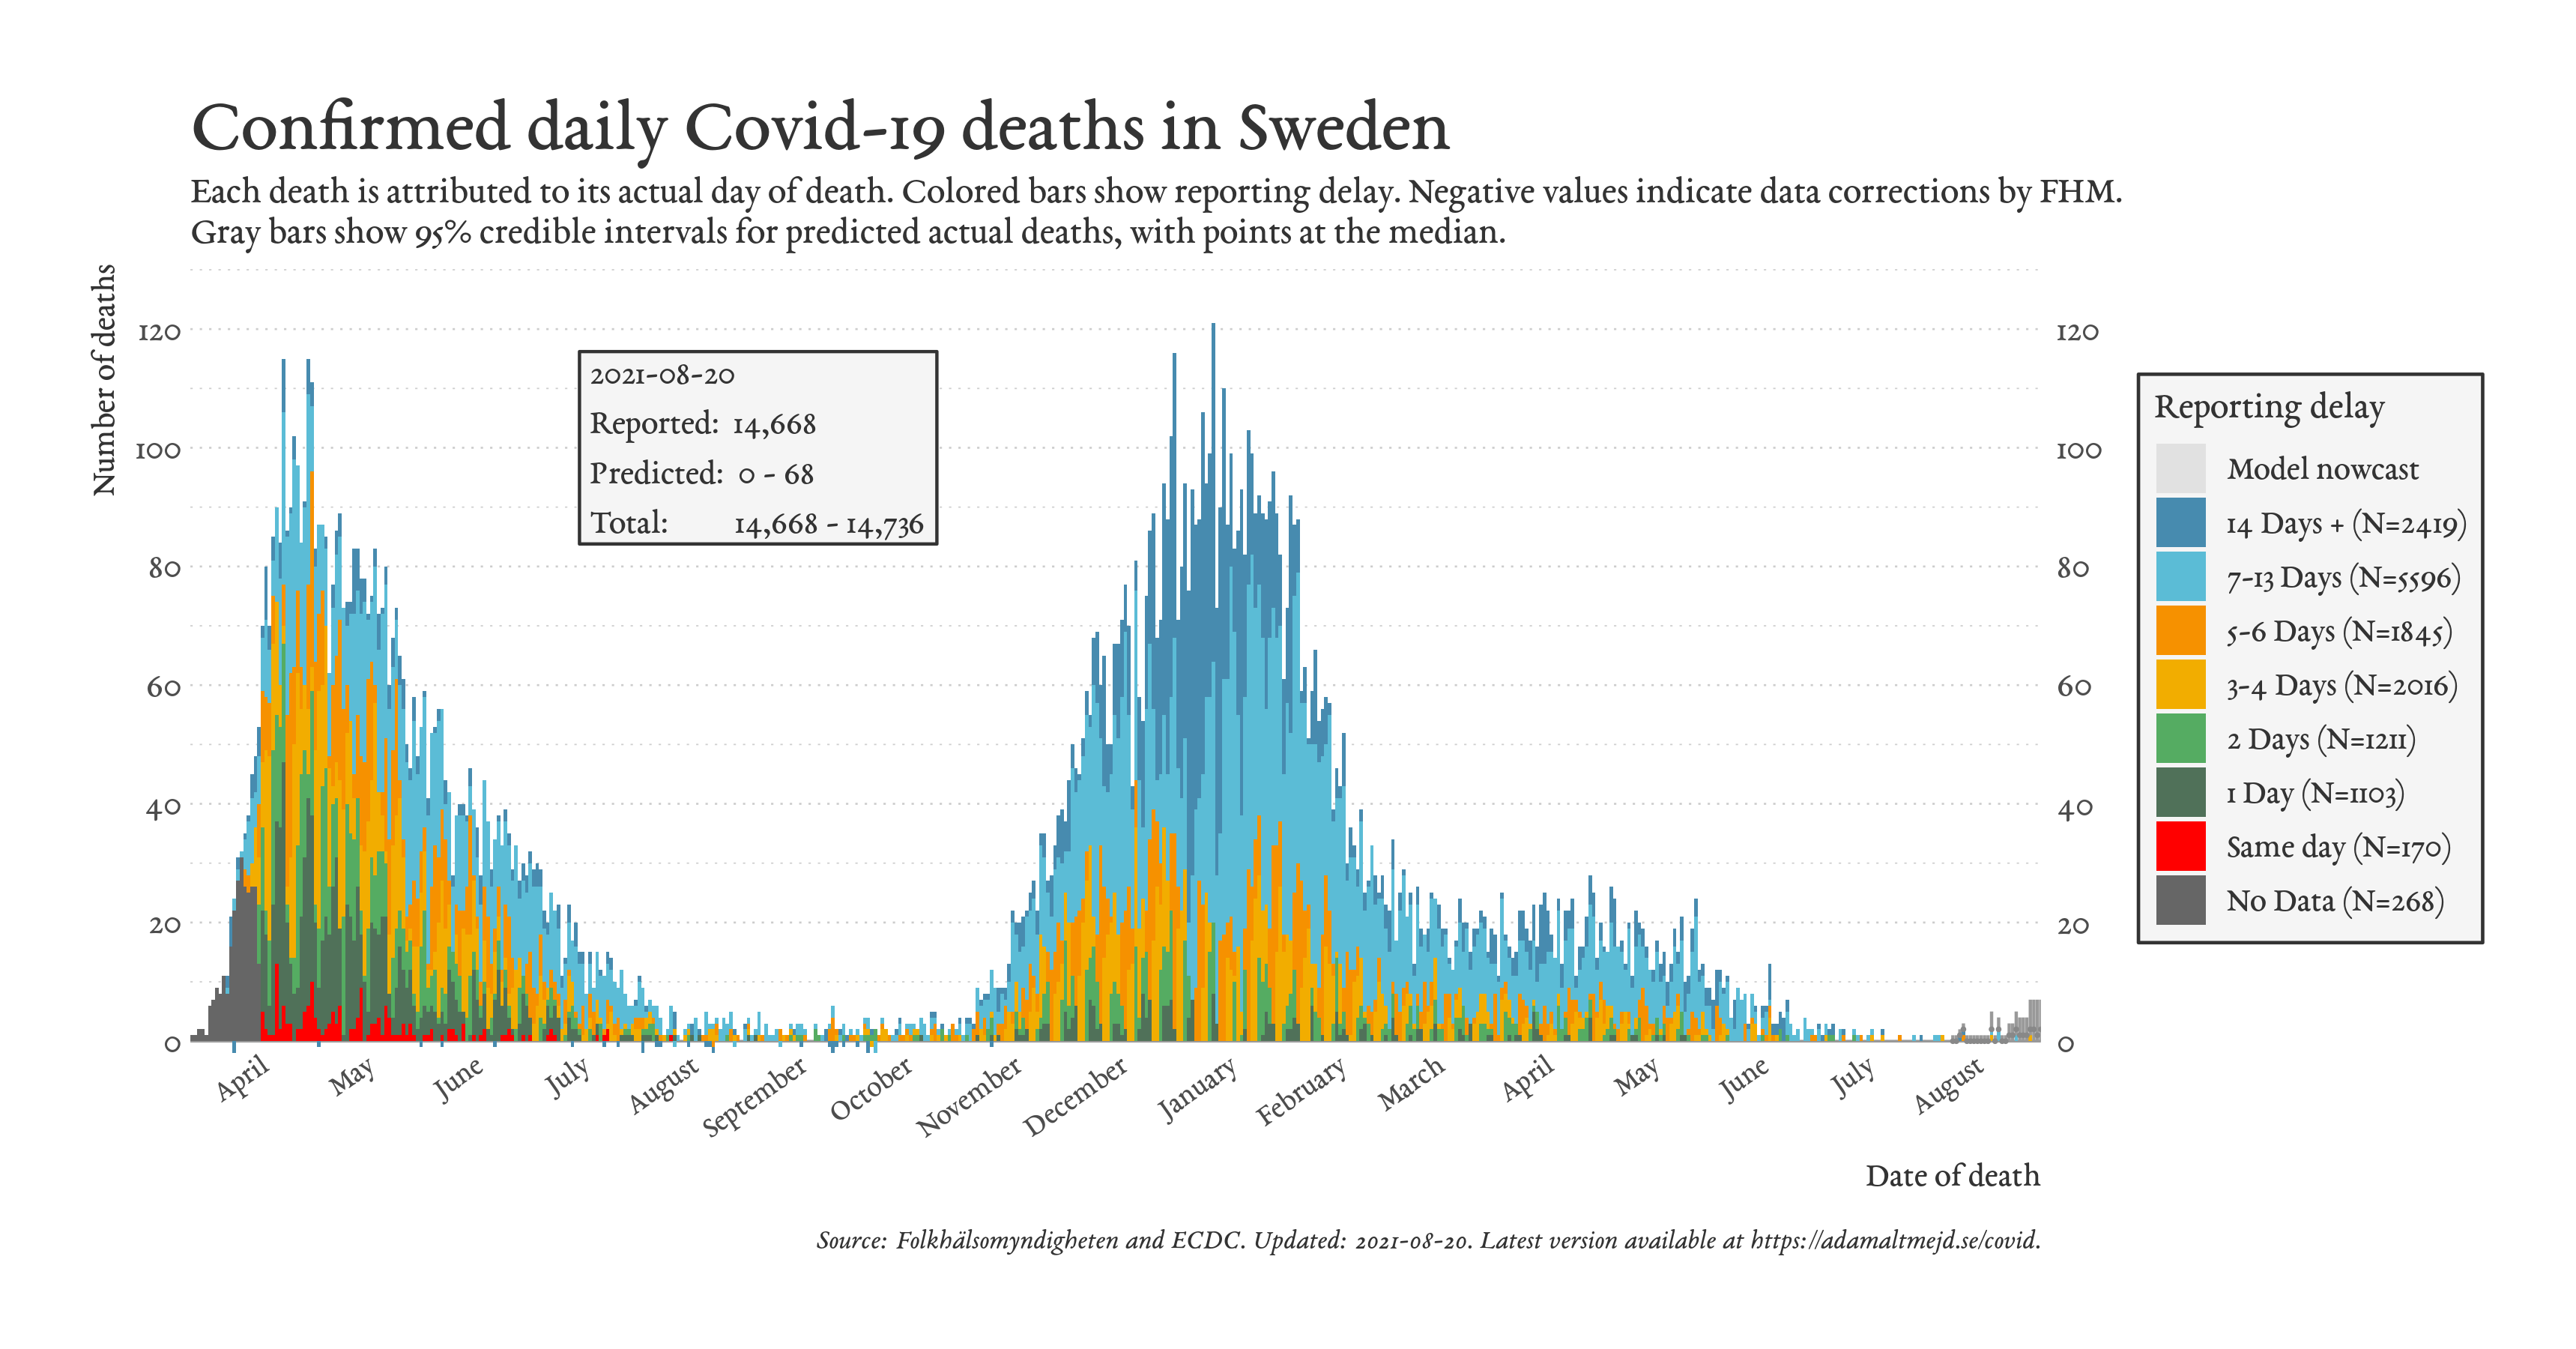 Confirmed daily Covid-19 deaths in Sweden
Each death is attributed to its actual day of death. Colored bars show reporting delay. Negative values indicate data corrections by FHM.
Gray bars show 95% credible intervals for predicted actual deaths, with points at the median.
Number of deaths
120
100
80
60
40
20
0
2021-08-20
Reported: 14,668
Predicted: 0 - 68
Total: 14,668 - 14,736
120
100
80
60
40
20
0
Reporting delay
Model nowcast
14 Days + (N=2419)
7-13 Days (N=5596)
5-6 Days (N=1845)
3-4 Days (N=2016)
2 Days (N=1211)
1 Day (N=1103)
Same day (N=170)
No Data (N=268)
April
May
June
July
August
September
October
November
December
January
February
March
April
May
June
July
August
Date of death
Source: Folkhälsomyndigheten and ECDC. Updated: 2021-08-20. Latest version available at https://adamaltmejd.se/covid.